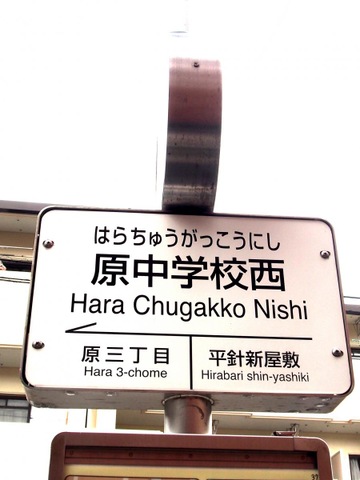 はらちゅうがっこうにし
原中学校西
Hara Chugakko Nishi
原三丁目
Hara 3-chome
平針新屋敷
Hirabari shin-yashiki